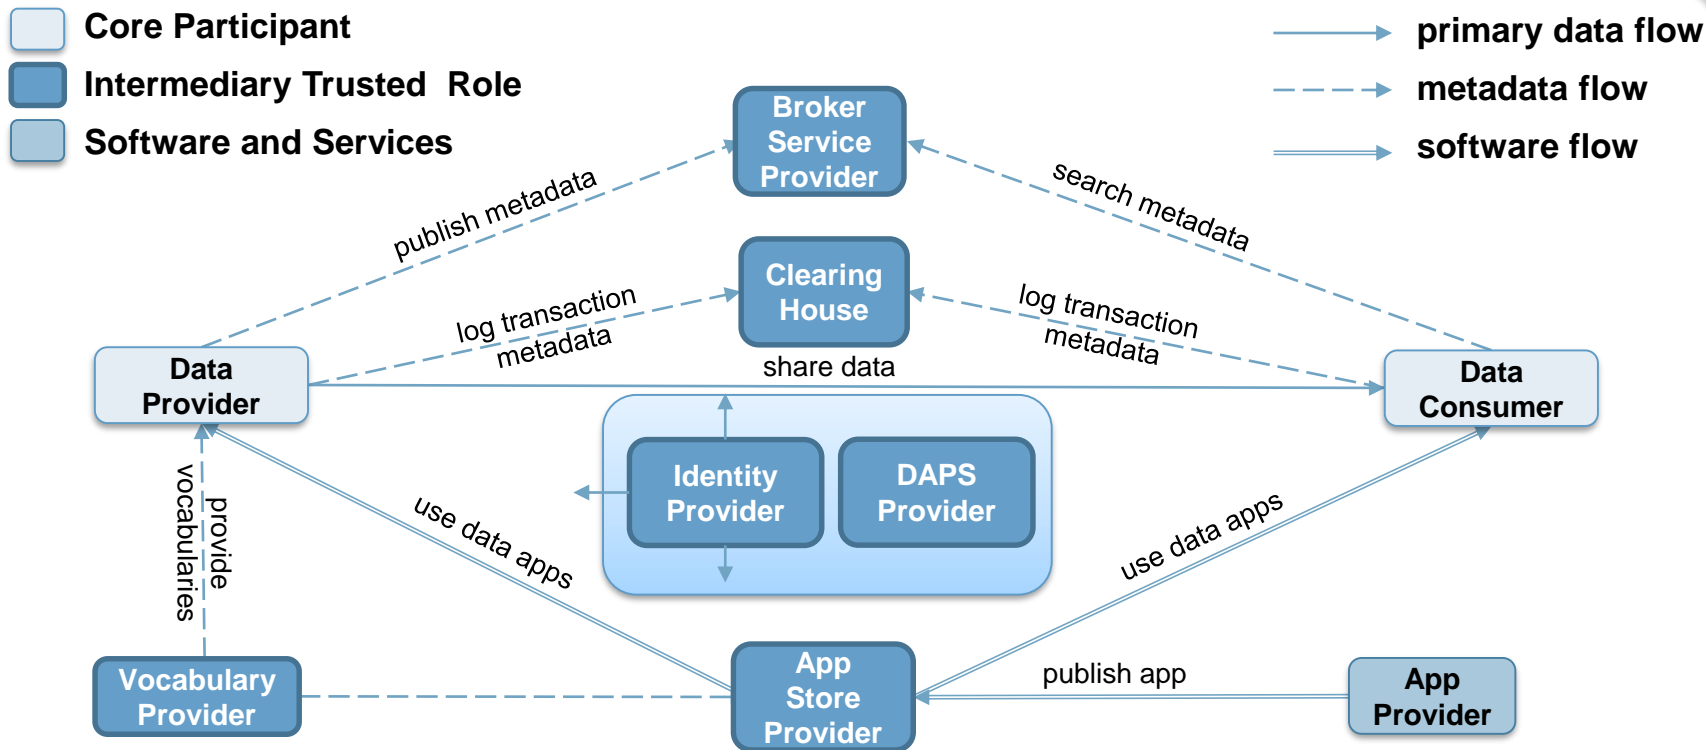 Core Participant
Intermediary Trusted Role
Software and Services
primary data flow
metadata flow
software flow
Broker
Service
Provider
publish metadata
search metadata
Clearing
House
log transaction
metadata
log transaction
metadata
share data
Data
Provider
Data
Consumer
Identity
Provider
DAPS
Provider
provide
vocabularies
use data apps
use data apps
Vocabulary
Provider
App
Store
Provider
publish app
App
Provider